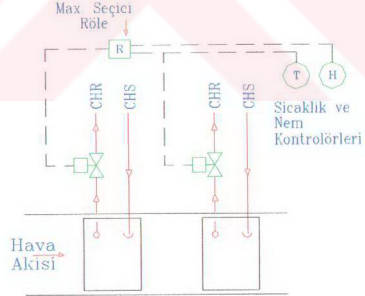 Max. Seçici
Röle
R
T
H
CHR
CHS
CHR
CHS
Sicaklik ve
Nem
Kontrolörleri
Hava
Akisi